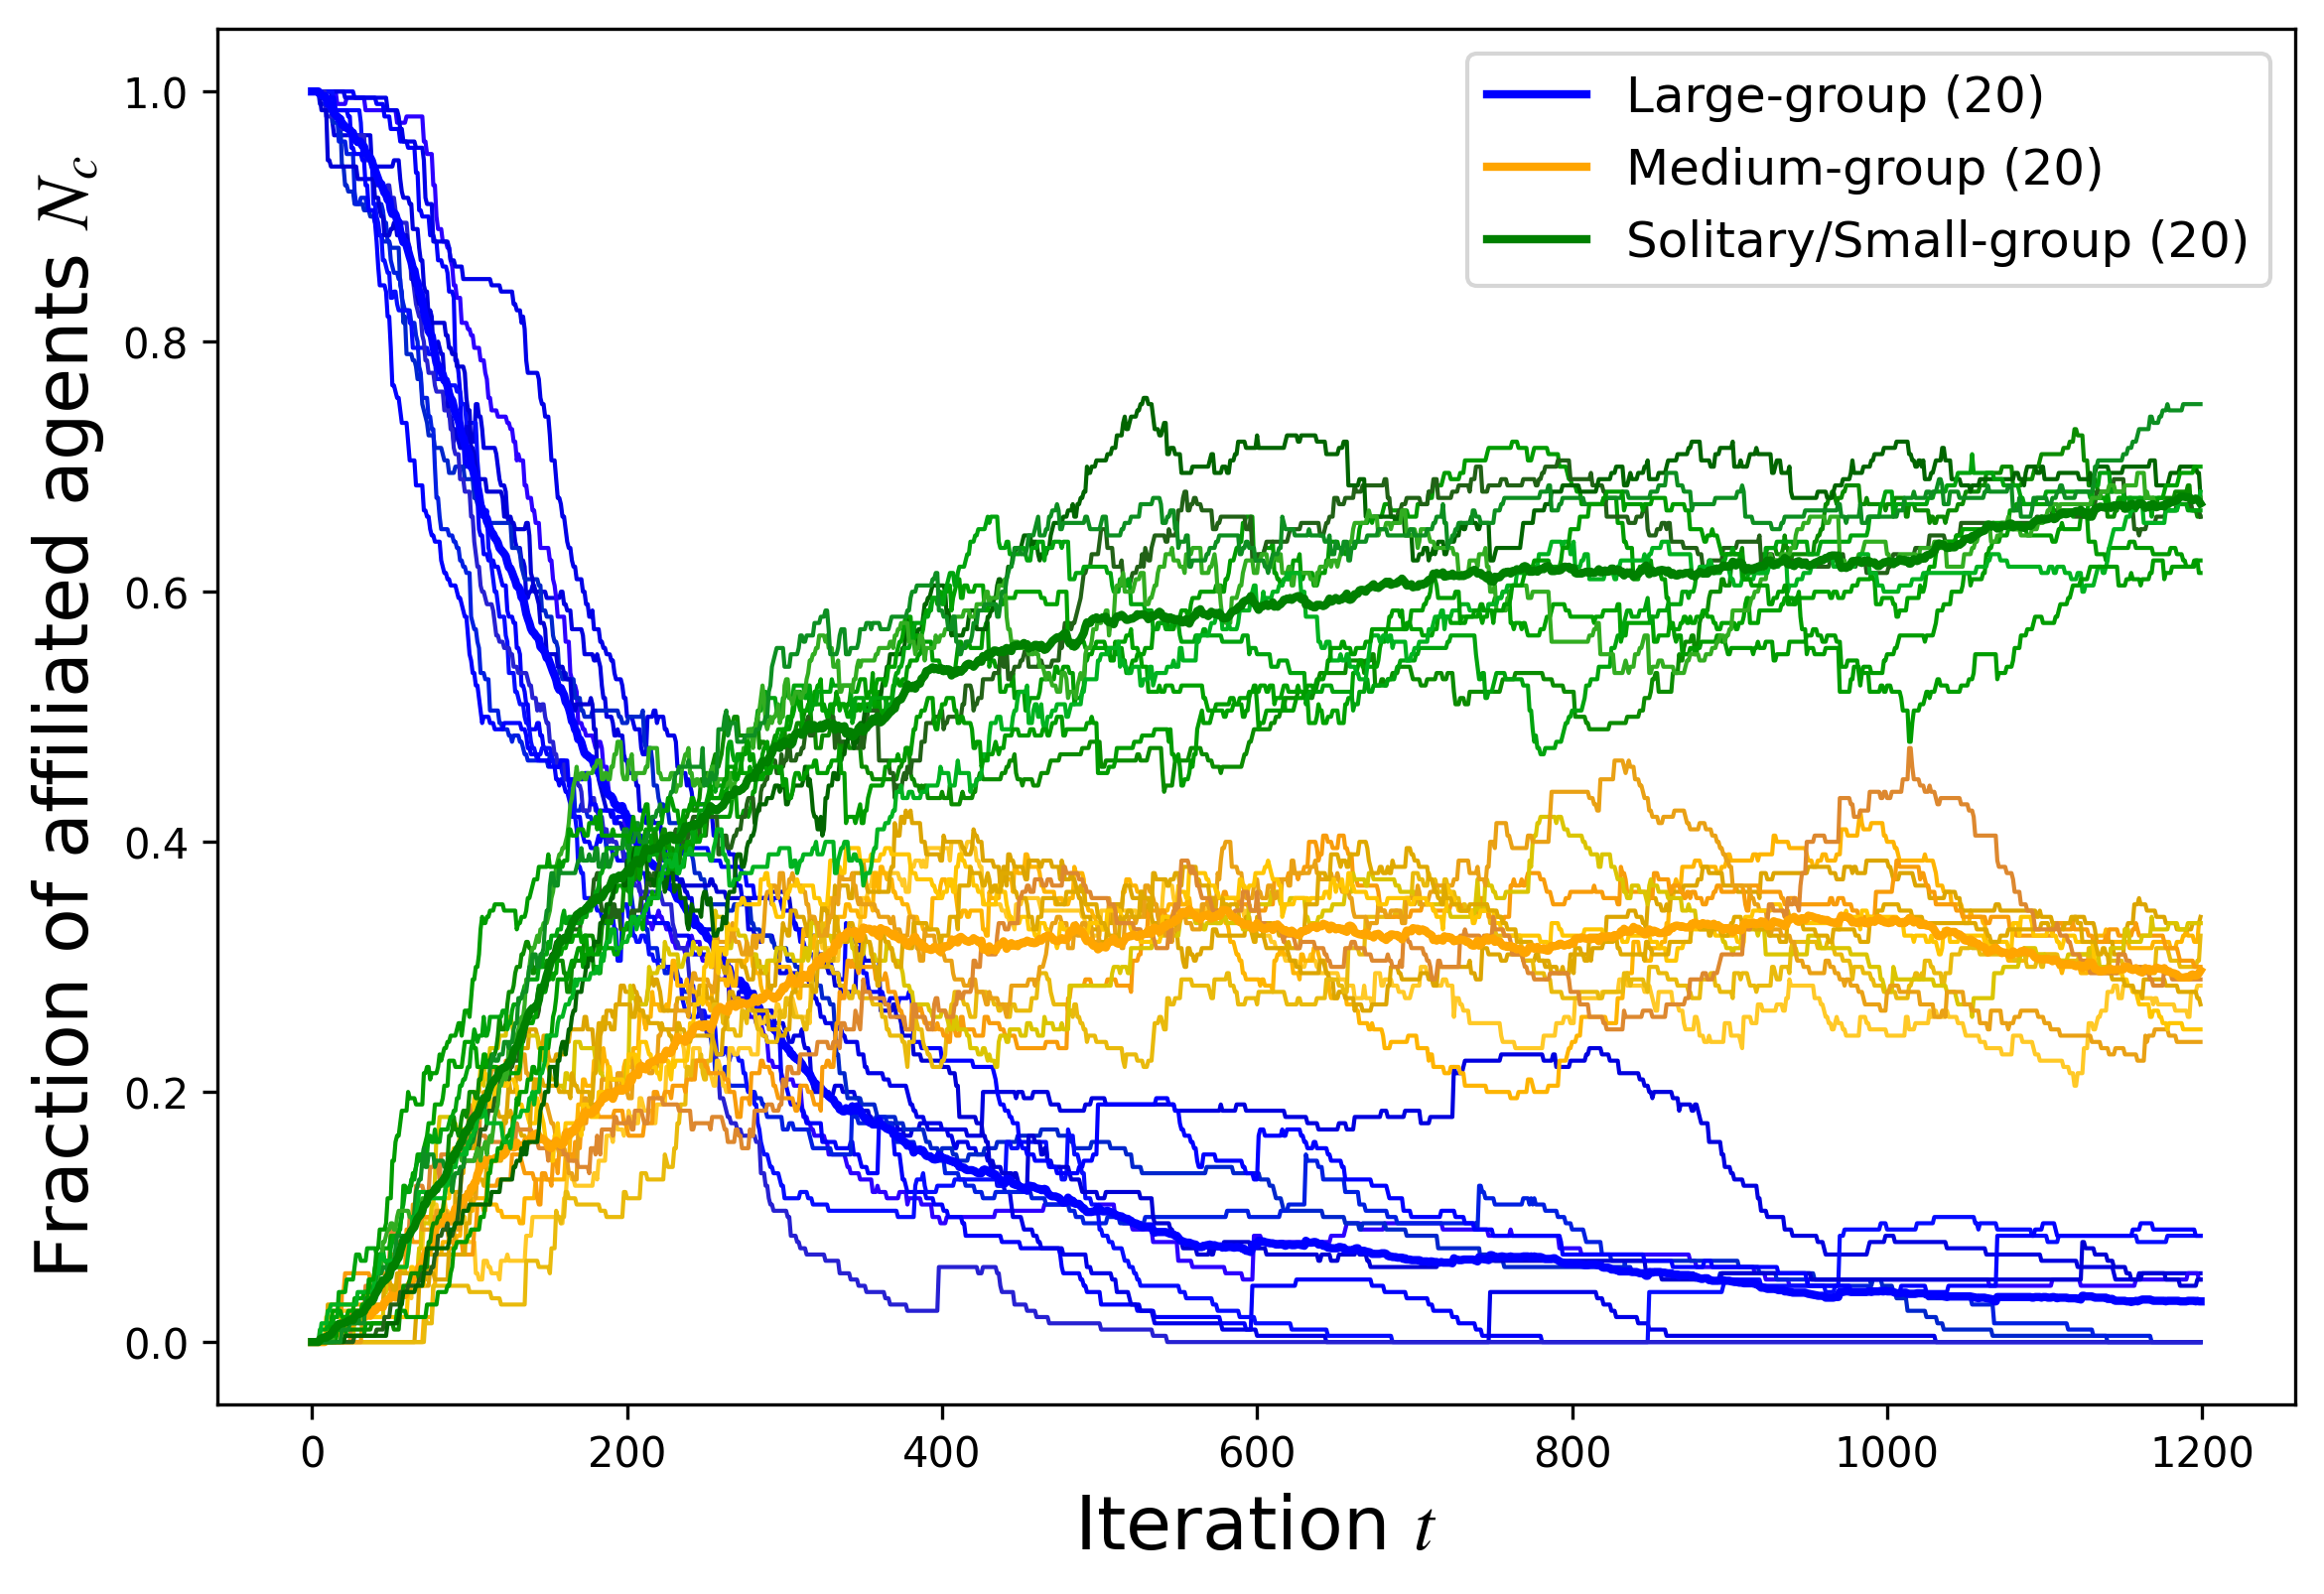 Large-group (20)
Medium-group (20)
Solitary/Small-group (20)
Fraction of affiliated agents N_c
1.0
0.8
0.6
0.4
0.2
0.0
0 200 400 600 800 1000 1200
Iteration t